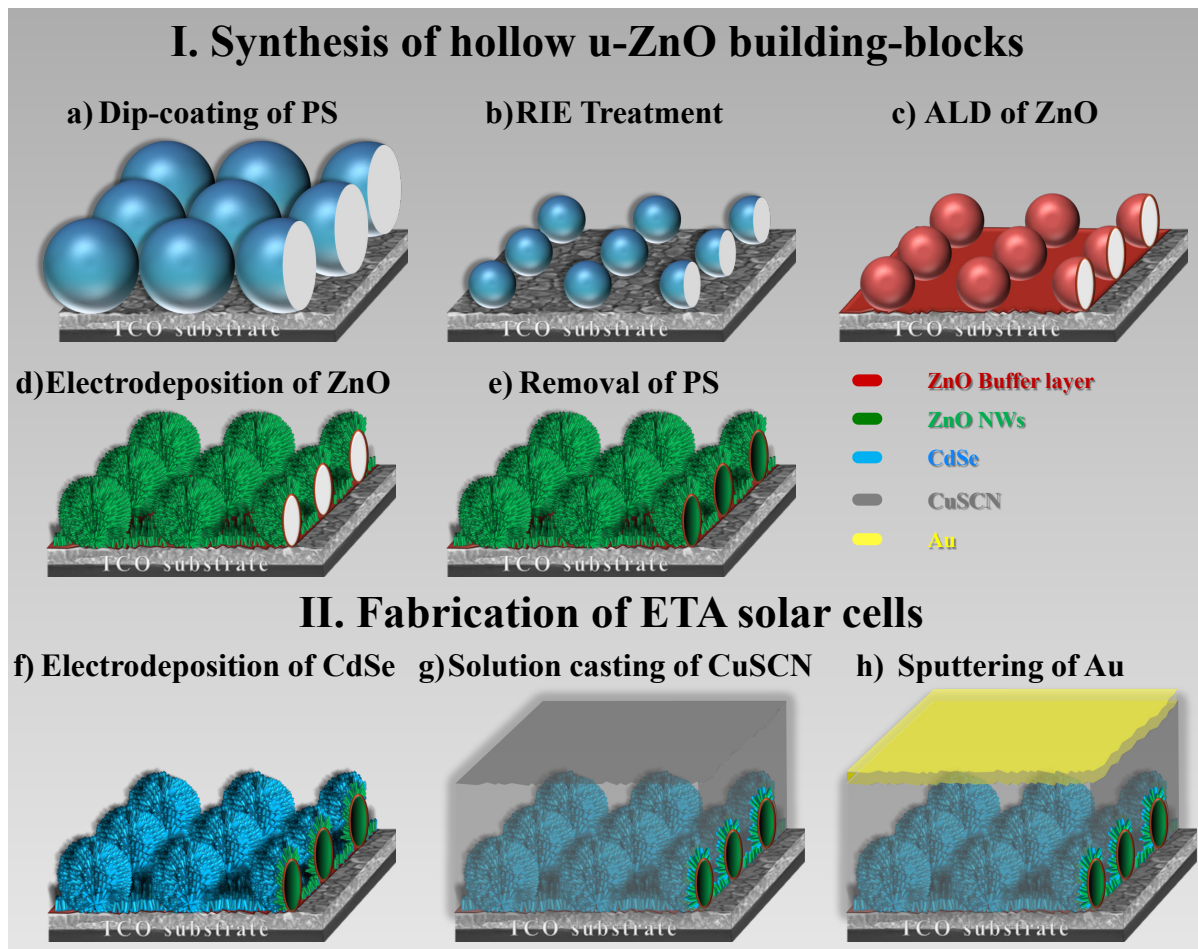 I. Synthesis of hollow u-ZnO building-blocks
a) Dip-coating of PS
b)RIE Treatment
c) ALD of ZnO
TCO substrate
TCO substrate
TCO substrate
d)Electrodeposition of ZnO
e) Removal of PS
ZnO Buffer layer
ZnO NWs
CdSe
CuSCN
Au
TCO substrate
TCO substrate
II. Fabrication of ETA solar cells
f) Electrodeposition of CdSe
g)Solution casting of CuSCN
h) Sputtering of Au
TCO substrate
TCO substrate
TCO substrate